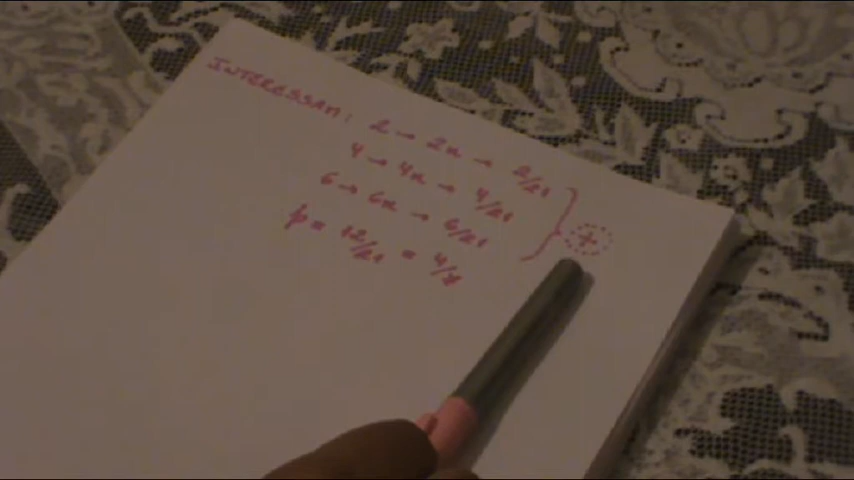 INTERESSAM: 2 → 2x → 2/21
4 → 4x → 4/21
6 → 6x → 6/21
+
p = 12/21 = 4/7